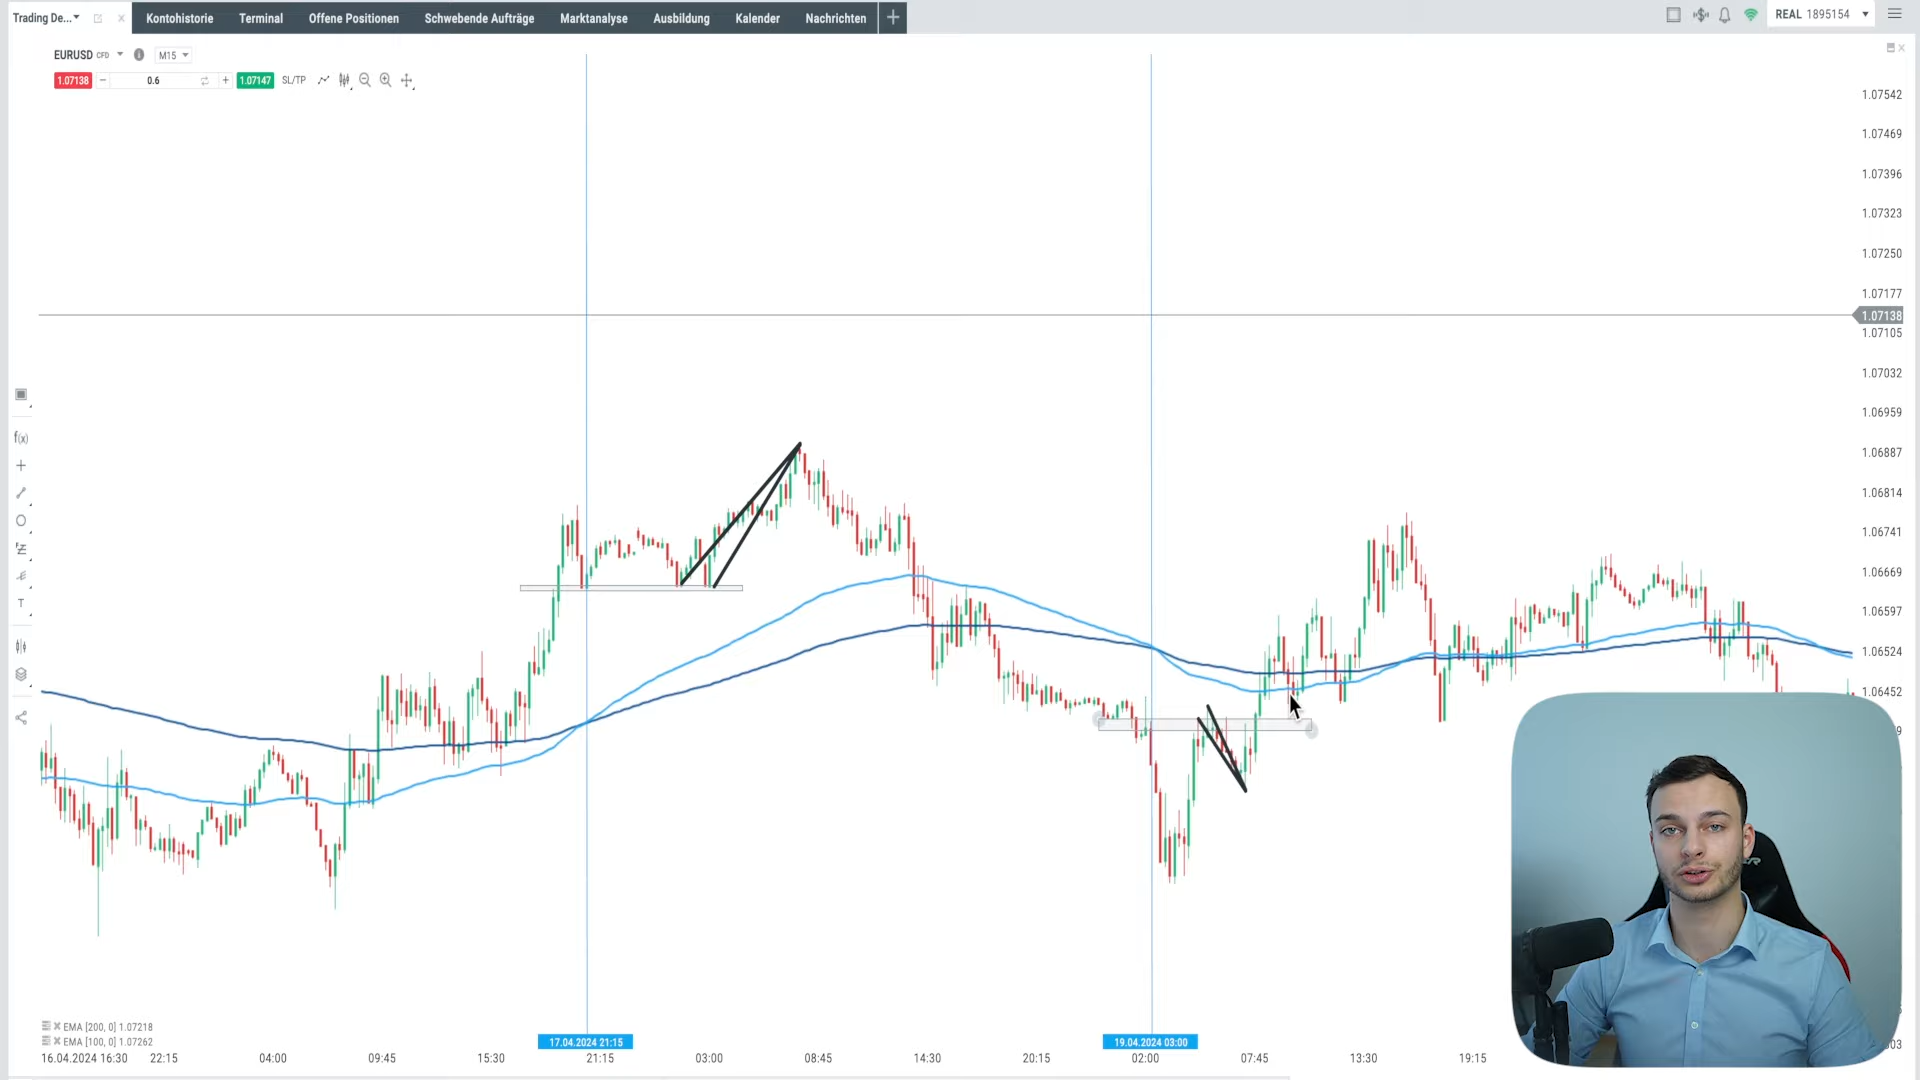 Trading De...
Kontohistorie
Terminal
Offene Positionen
Schwebende Aufträge
Marktanalyse
Ausbildung
Kalender
Nachrichten
REAL 1895154
EURUSD CFD
M15
1.07138
0.6
1.07147
SL/TP
1.07542
1.07469
1.07396
1.07323
1.07250
1.07177
1.07138
1.07105
1.07032
1.06959
1.06887
1.06814
1.06741
1.06669
1.06597
1.06524
1.06452
f(x)
T
EMA [200, 0] 1.07218
EMA [100, 0] 1.07262
17.04.2024 21:15
19.04.2024 03:00
16.04.2024 16:30
22:15
04:00
09:45
15:30
21:15
03:00
08:45
14:30
20:15
02:00
07:45
13:30
19:15